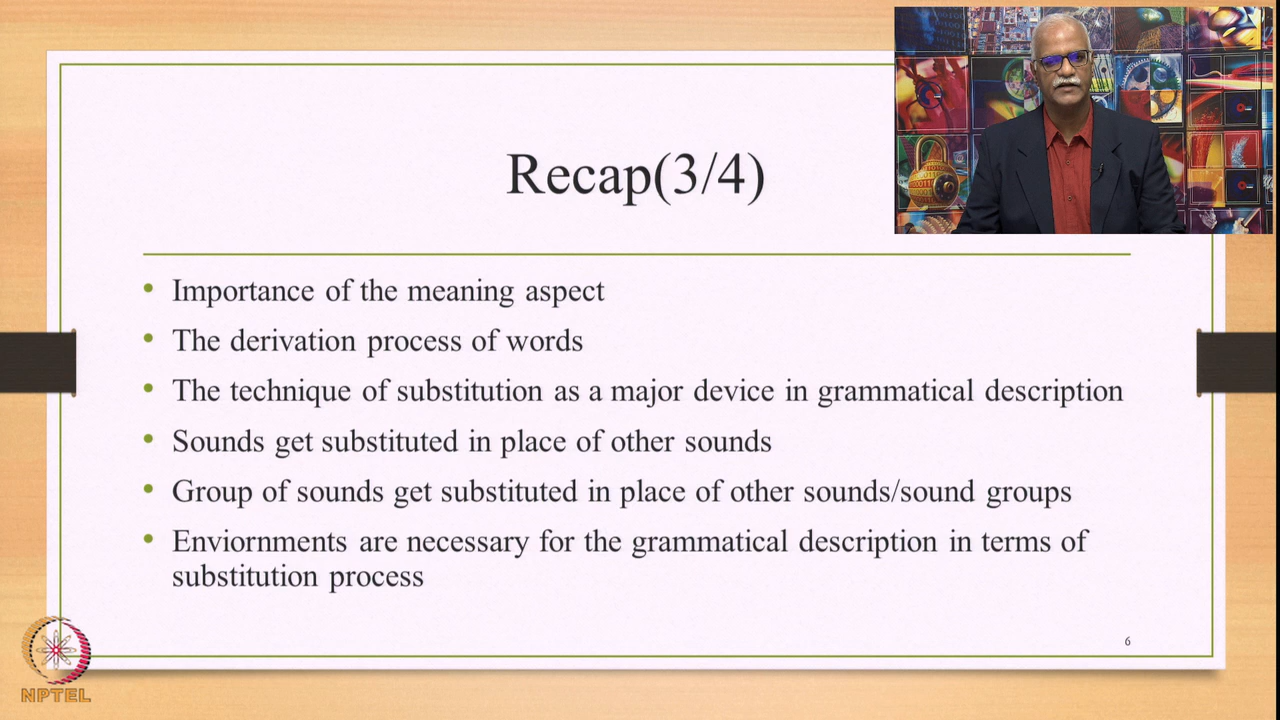 Recap(3/4)
• Importance of the meaning aspect
• The derivation process of words
• The technique of substitution as a major device in grammatical description
• Sounds get substituted in place of other sounds
• Group of sounds get substituted in place of other sounds/sound groups
• Enviornments are necessary for the grammatical description in terms of
substitution process
6
NPTEL